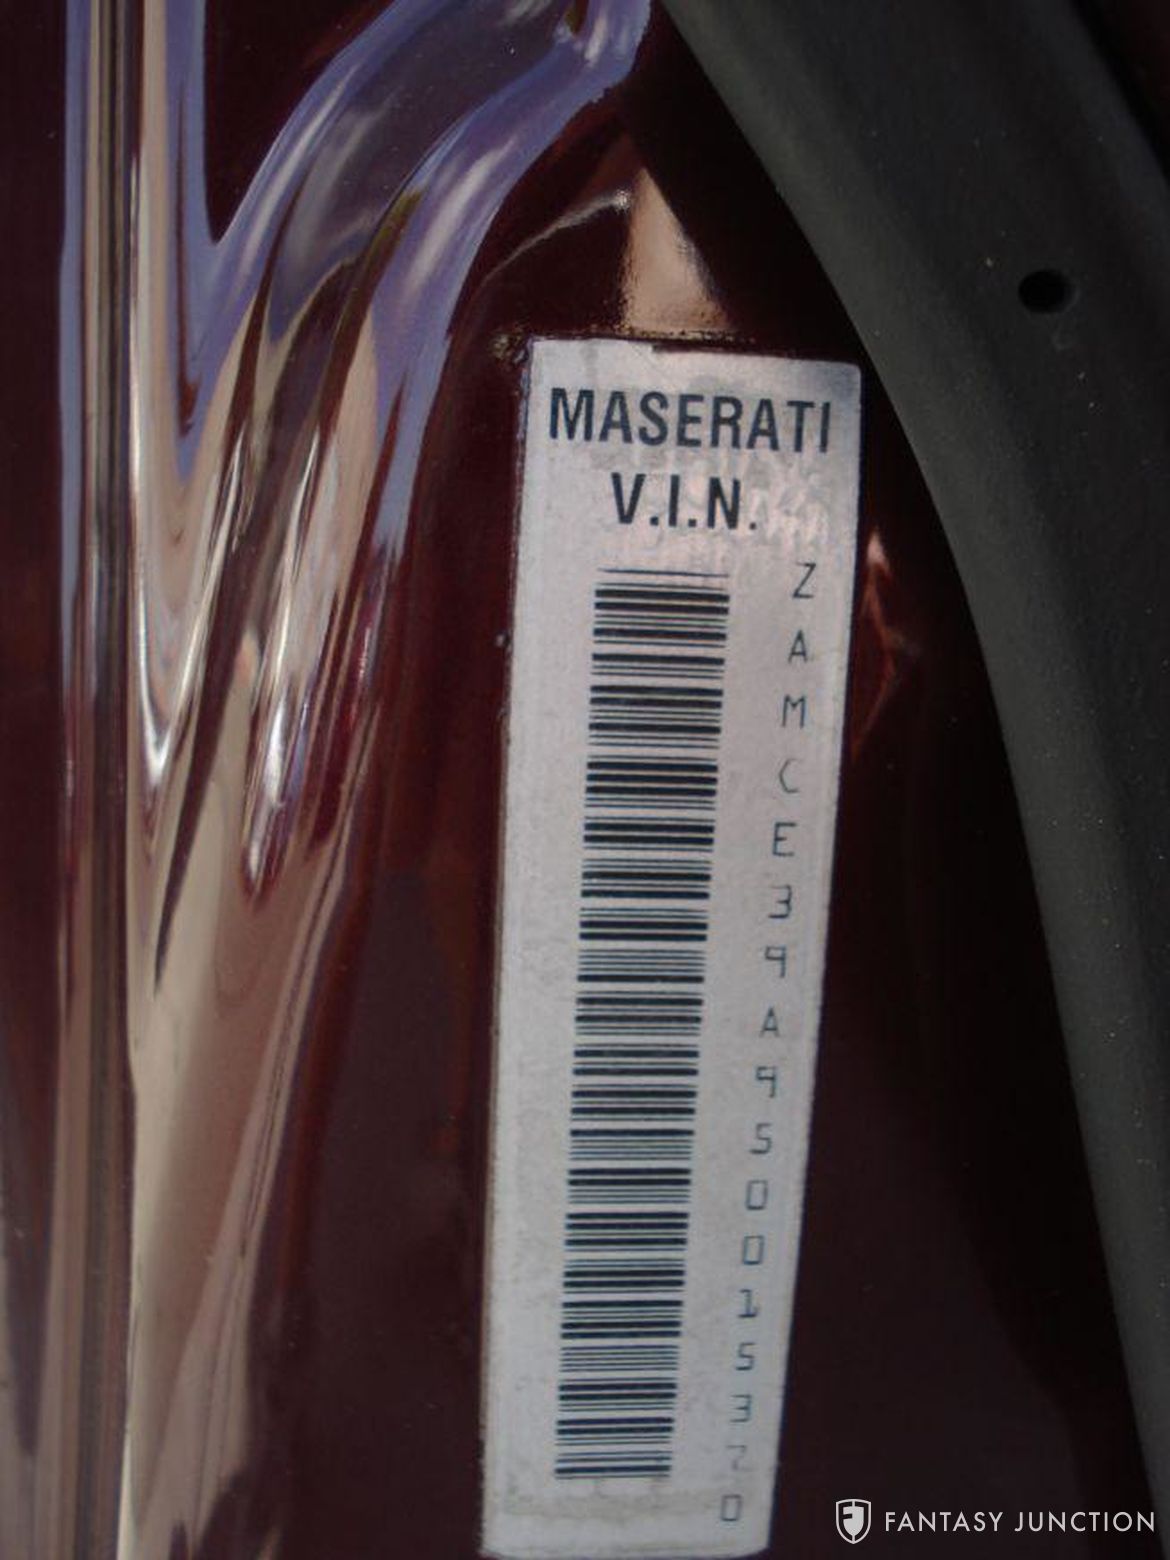 MASERATI
V.I.N.
ZAMCE39A950015370
FANTASY JUNCTION